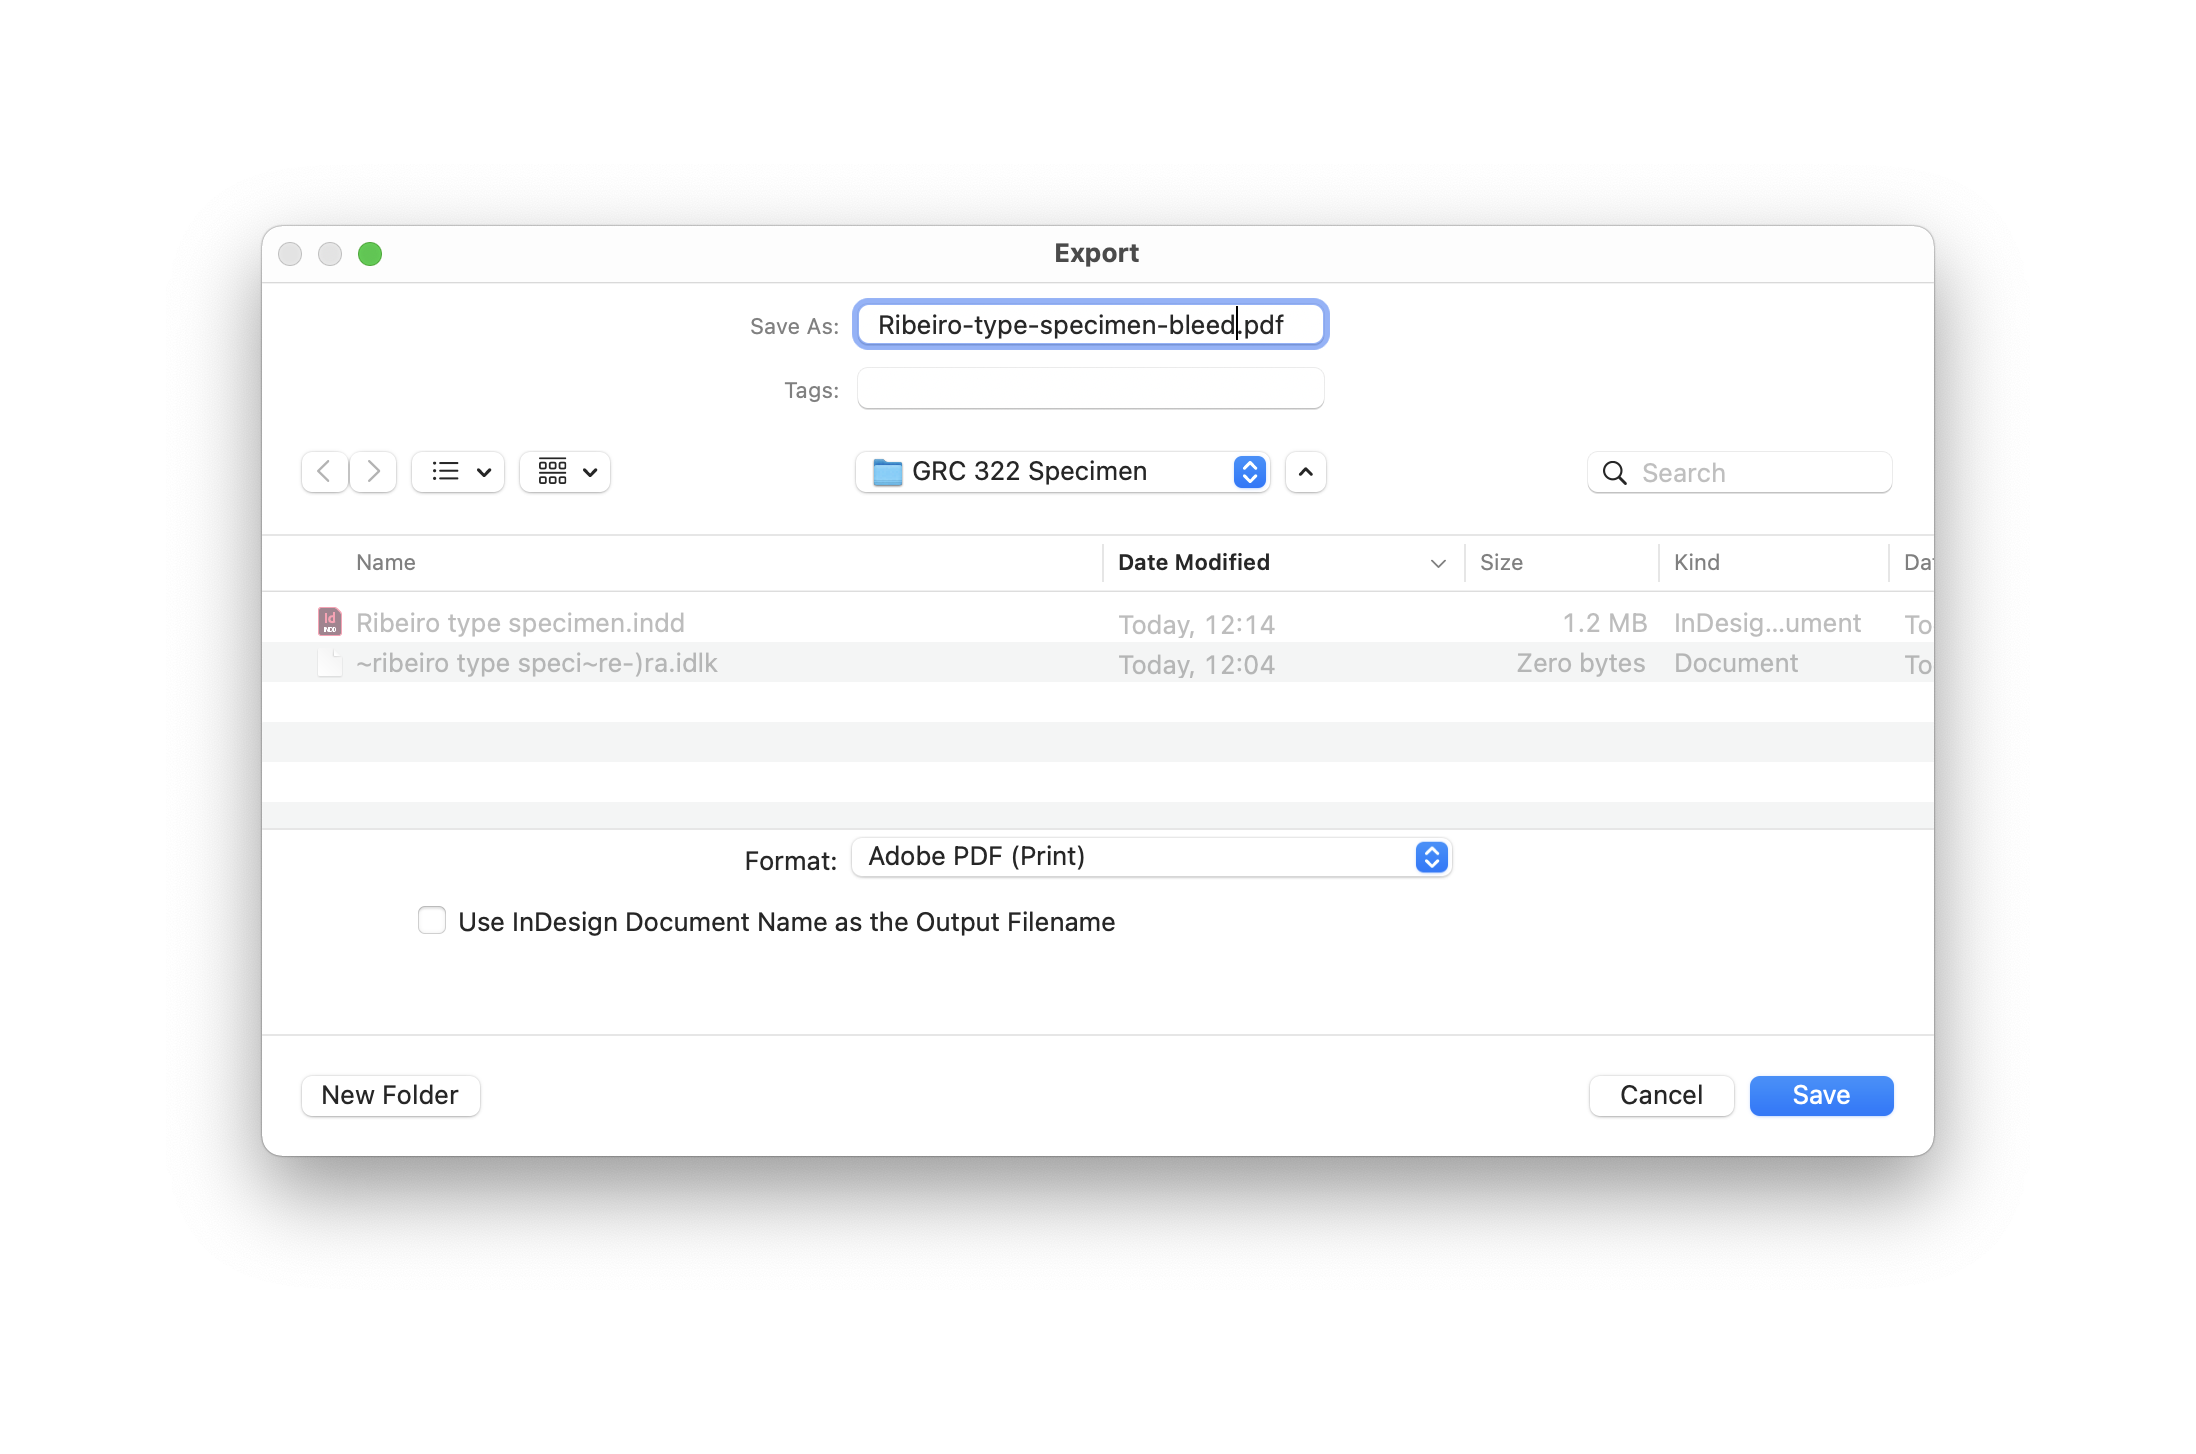 Export
Save As: Ribeiro-type-specimen-bleed.pdf
Tags:
GRC 322 Specimen
Search
Name Date Modified Size Kind Dat
Id
INDD
Ribeiro type specimen.indd Today, 12:14 1.2 MB InDesig...ument To
~ribeiro type speci~re-)ra.idlk Today, 12:04 Zero bytes Document To
Format: Adobe PDF (Print)
Use InDesign Document Name as the Output Filename
New Folder Cancel Save